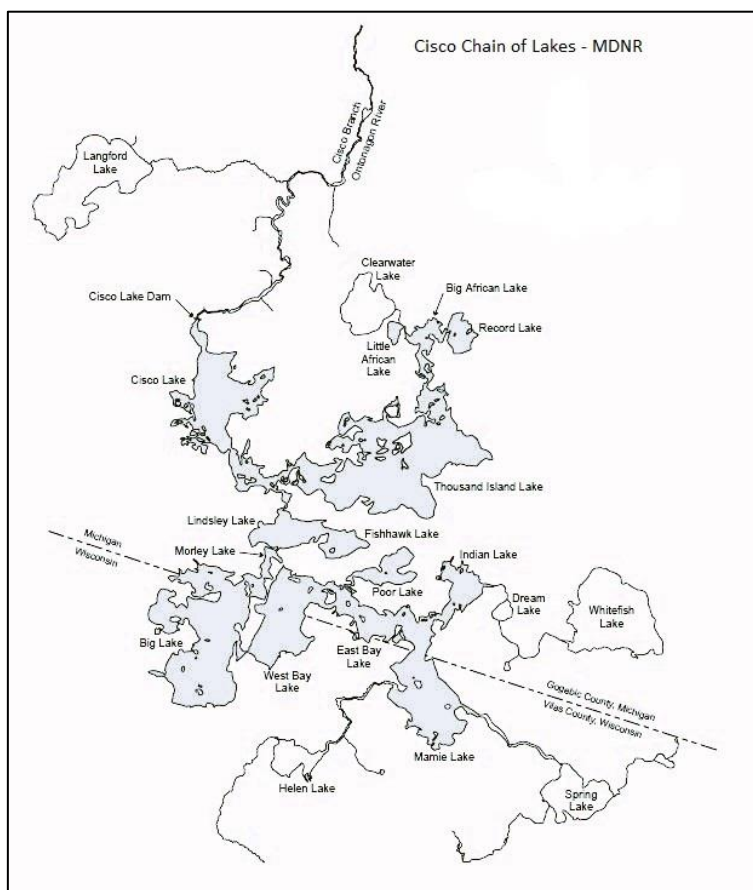 Cisco Chain of Lakes - MDNR
Cisco Branch
Ontonagon River
Langford
Lake
Clearwater
Lake
Big African Lake
Cisco Lake Dam
Record Lake
Little
African
Lake
Cisco Lake
Thousand Island Lake
Lindsley Lake
Fishhawk Lake
Michigan
Wisconsin
Morley Lake
Indian Lake
Poor Lake
Dream
Lake
Whitefish
Lake
Big Lake
East Bay
Lake
West Bay
Lake
Gogebic County, Michigan
Vilas County, Wisconsin
Mamie Lake
Helen Lake
Spring
Lake